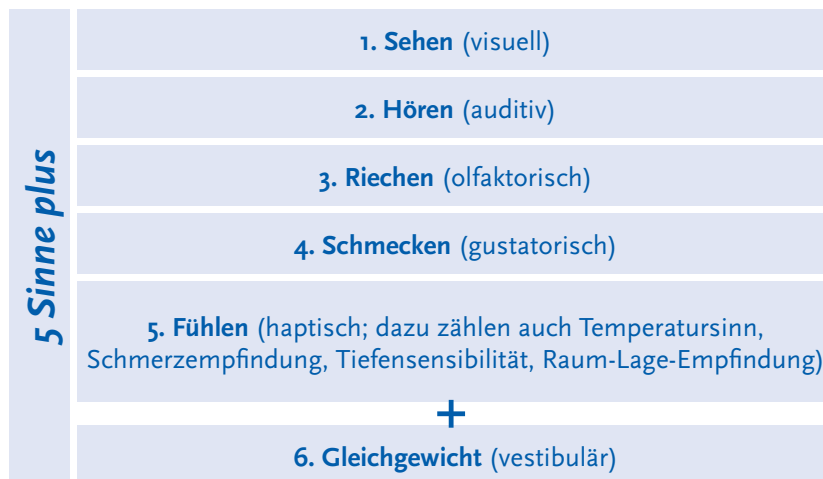 5 Sinne plus
1. Sehen (visuell)
2. Hören (auditiv)
3. Riechen (olfaktorisch)
4. Schmecken (gustatorisch)
5. Fühlen (haptisch; dazu zählen auch Temperatursinn,
Schmerzempfindung, Tiefensensibilität, Raum-Lage-Empfindung)
+
6. Gleichgewicht (vestibulär)